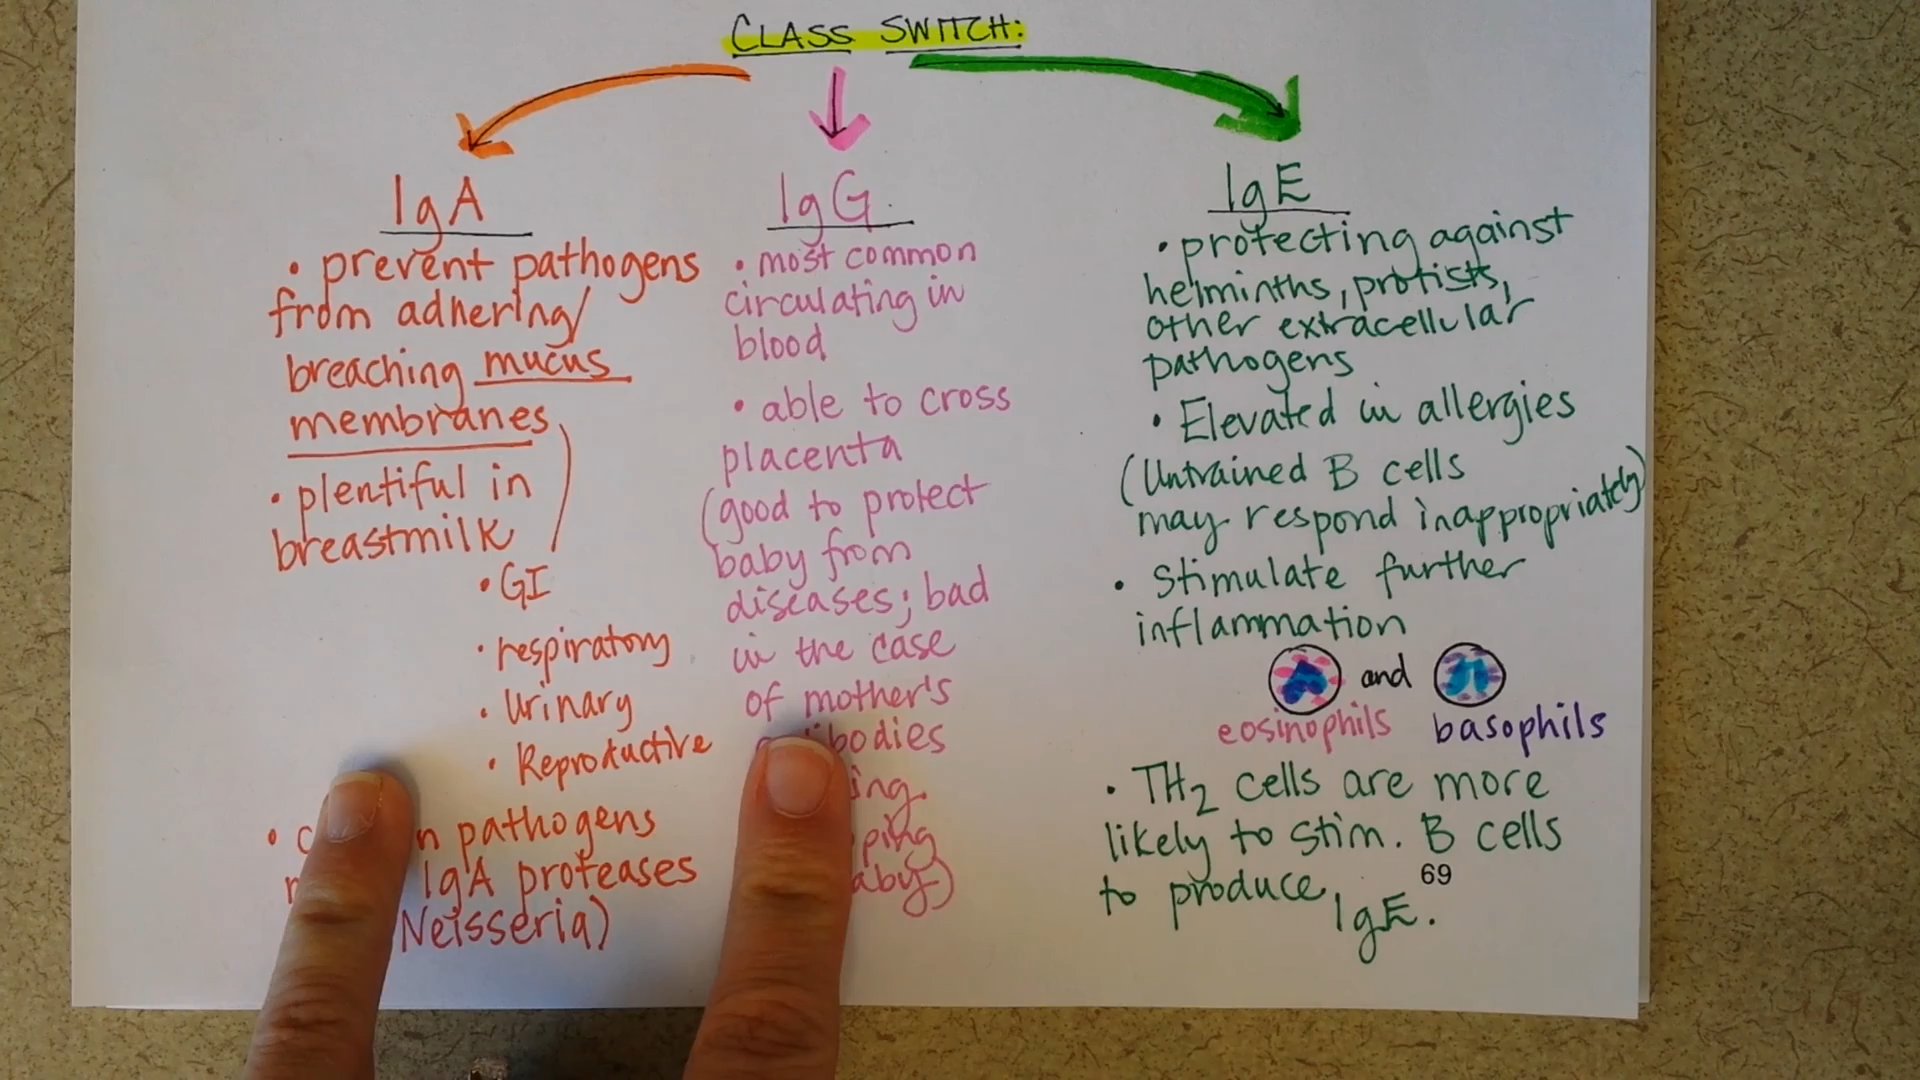 CLASS SWITCH:
IgA
• prevent pathogens
from adhering/
breaching mucus
membranes
• plentiful in
breastmilk
• GI
• respiratory
• Urinary
• Reproductive
pathogens
IgA proteases
Neisseria)
IgG
• most common
circulating in
blood
• able to cross
placenta
(good to protect
baby from
diseases; bad
in the case
of mother's
IgE
• protecting against
helminths, protists,
other extracellular
pathogens
• Elevated in allergies
(Untrained B cells
may respond inappropriately)
• Stimulate further
inflammation
and
eosinophils basophils
• TH2 cells are more
likely to stim. B cells
to produce IgE.
69